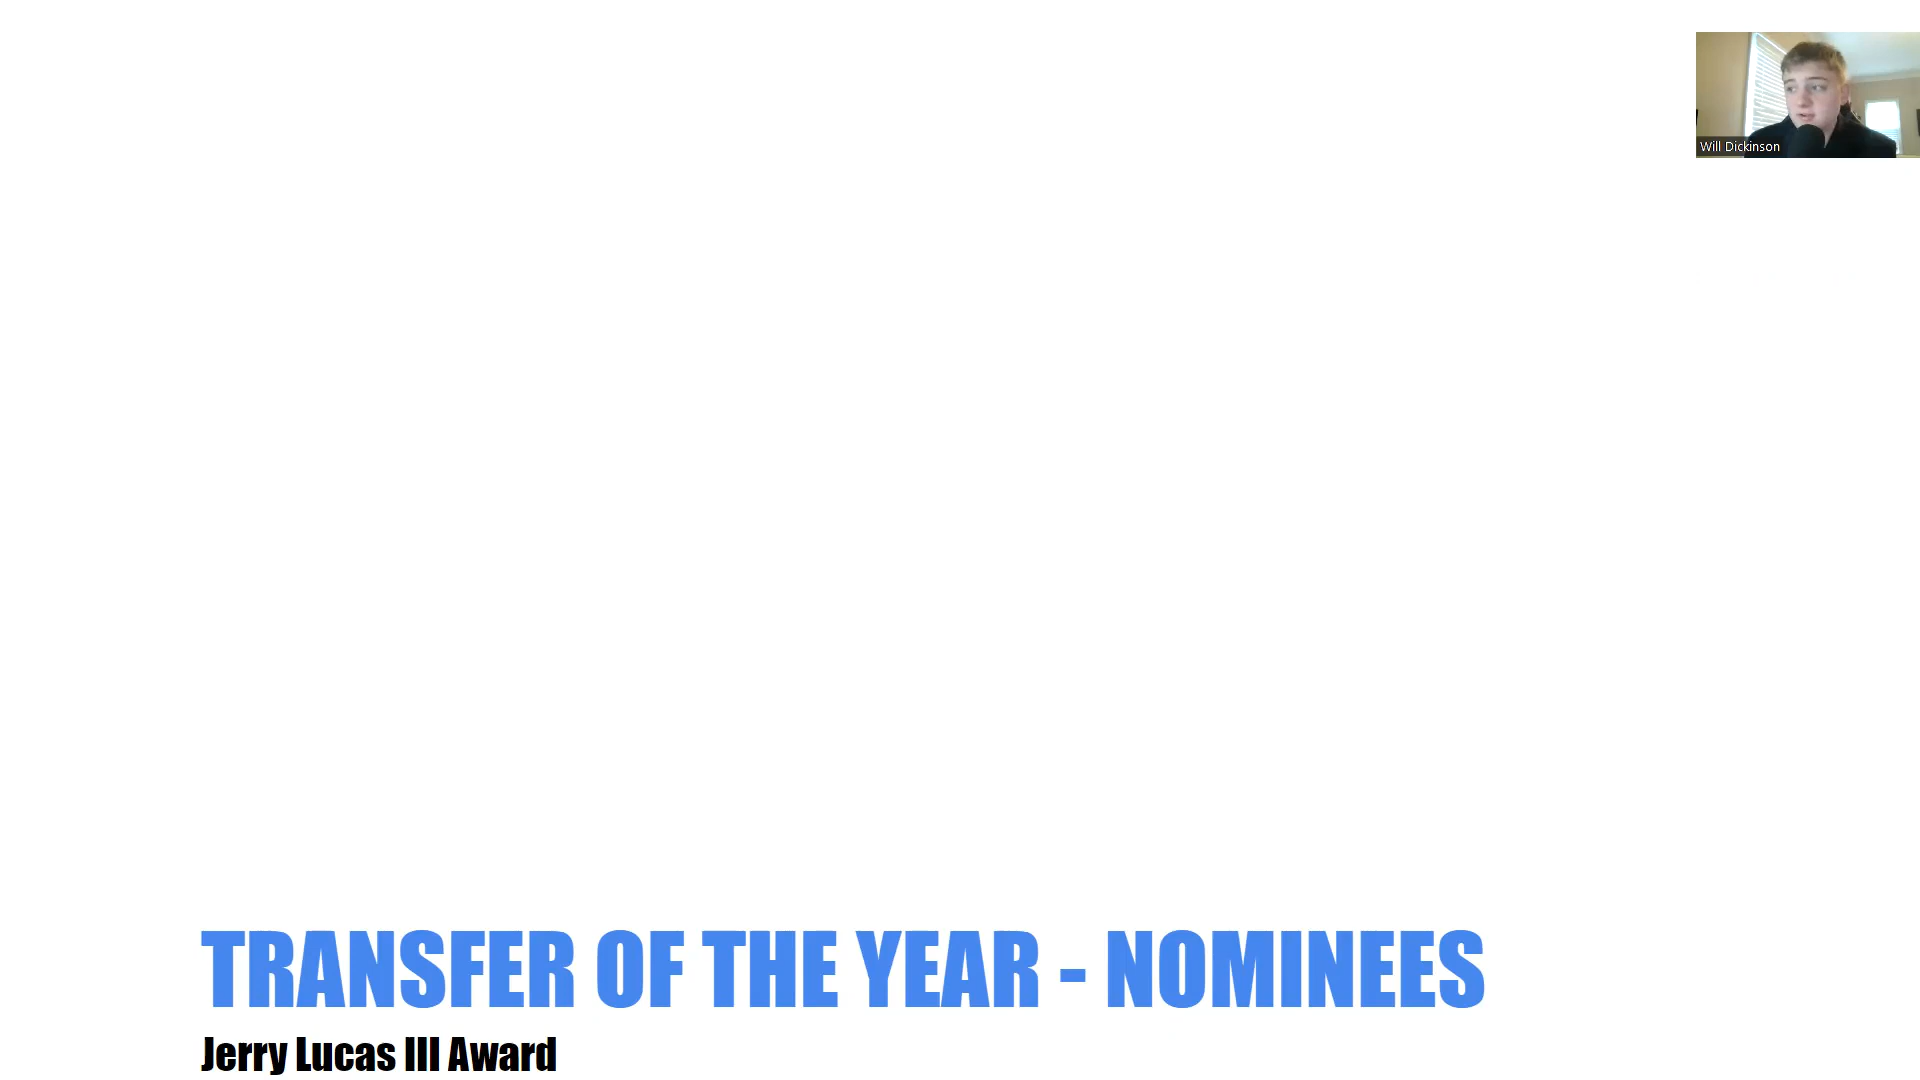 Will Dickinson
TRANSFER OF THE YEAR - NOMINEES
Jerry Lucas III Award